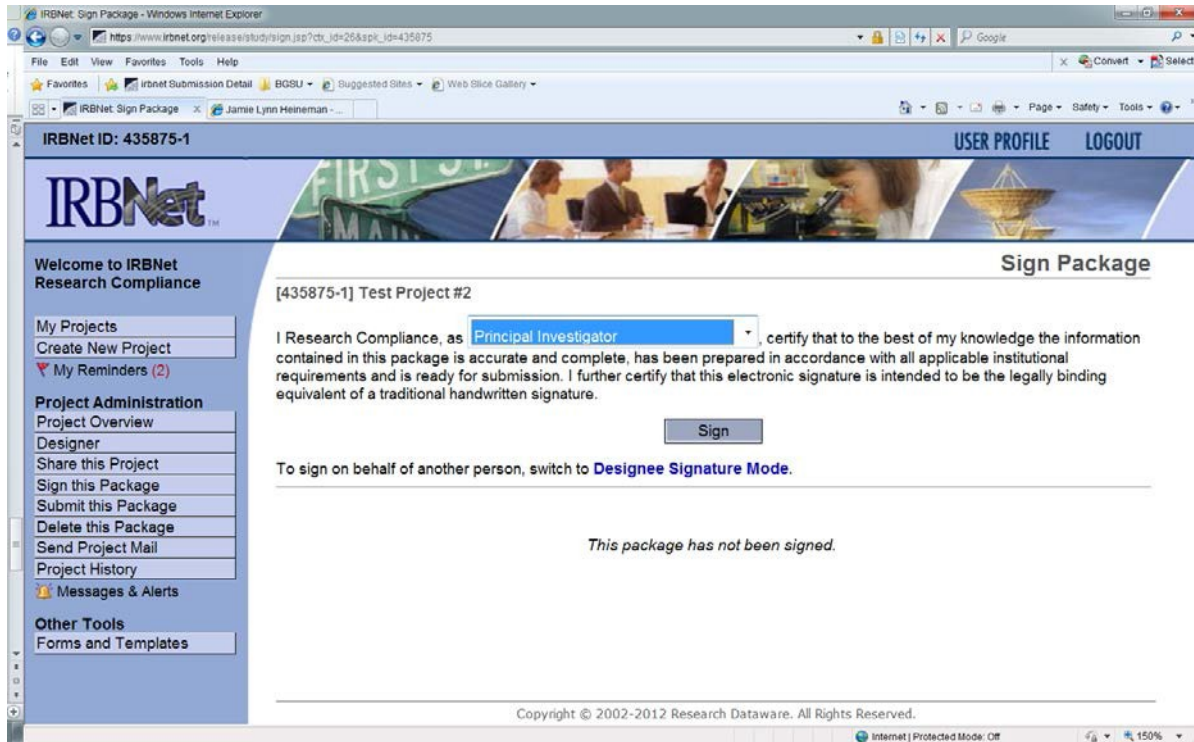 IRBNet: Sign Package - Windows Internet Explorer
https://www.irbnet.org/release/study/sign.jsp?ctx_id=26&spk_id=435875
Google
File Edit View Favorites Tools Help
Convert
Select
Favorites
irbnet Submission Detail
BGSU
Suggested Sites
Web Slice Gallery
IRBNet: Sign Package
Jamie Lynn Heineman - ...
Page
Safety
Tools
IRBNet ID: 435875-1
USER PROFILE
LOGOUT
IRBNet™
FIRST ST.
MAIN
Welcome to IRBNet
Research Compliance
My Projects
Create New Project
My Reminders (2)
Project Administration
Project Overview
Designer
Share this Project
Sign this Package
Submit this Package
Delete this Package
Send Project Mail
Project History
Messages & Alerts
Other Tools
Forms and Templates
Sign Package
[435875-1] Test Project #2
I Research Compliance, as Principal Investigator , certify that to the best of my knowledge the information
contained in this package is accurate and complete, has been prepared in accordance with all applicable institutional
requirements and is ready for submission. I further certify that this electronic signature is intended to be the legally binding
equivalent of a traditional handwritten signature.
Sign
To sign on behalf of another person, switch to Designee Signature Mode.
This package has not been signed.
Copyright © 2002-2012 Research Dataware. All Rights Reserved.
Internet | Protected Mode: Off
150%